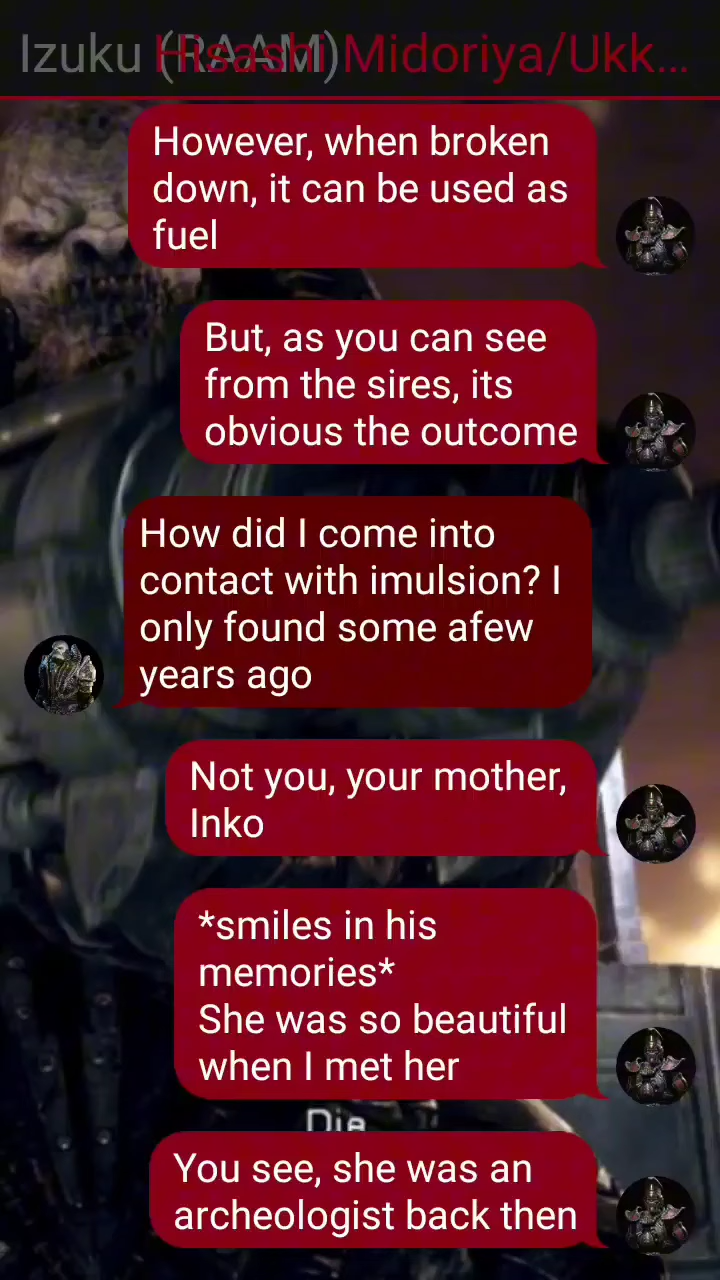 Izuku (RAAM) Hisashi Midoriya/Ukk...
However, when broken
down, it can be used as
fuel
But, as you can see
from the sires, its
obvious the outcome
How did I come into
contact with imulsion? I
only found some afew
years ago
Not you, your mother,
Inko
*smiles in his
memories*
She was so beautiful
when I met her
Die
You see, she was an
archeologist back then